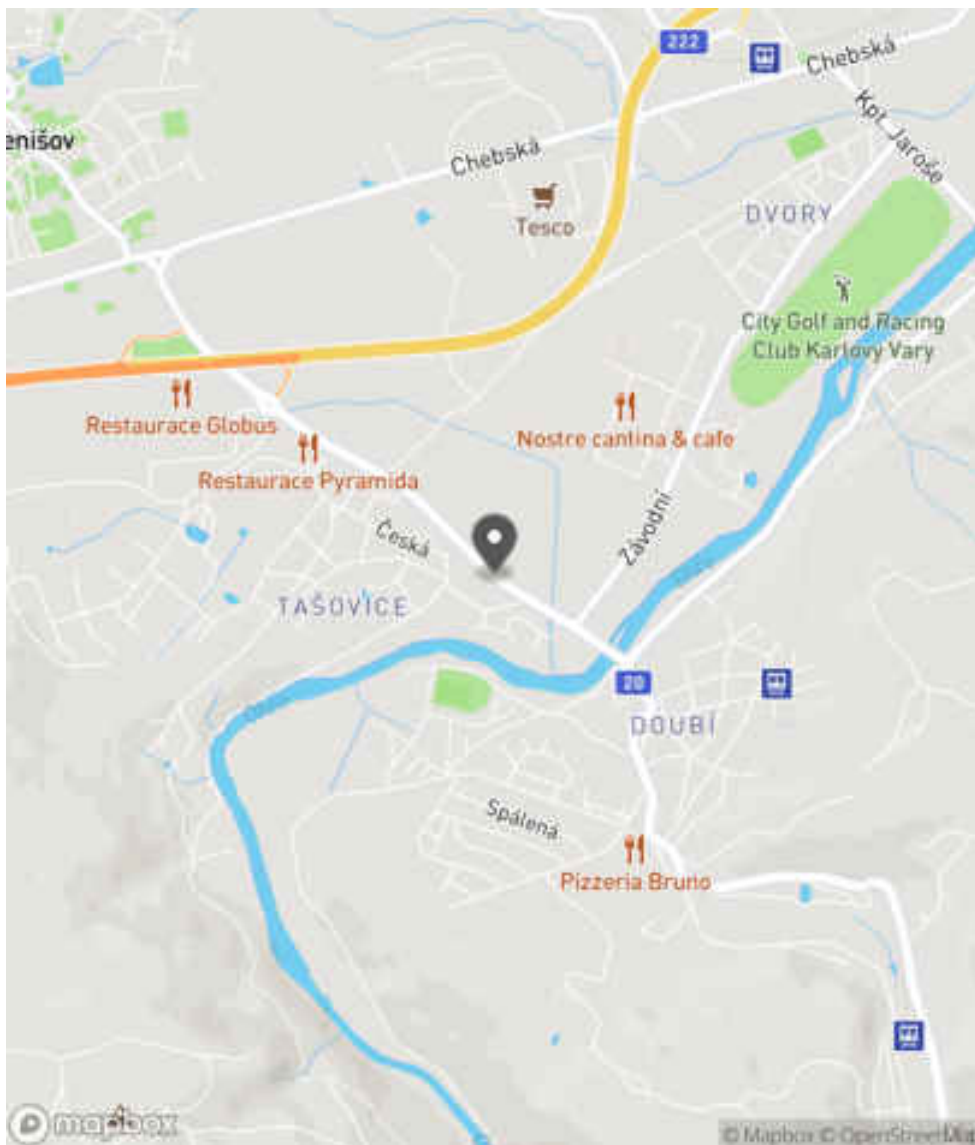 222
Chebská
Kpt. Jaroše
enišov
Chebská
Tesco
DVORY
City Golf and Racing
Club Karlovy Vary
Restaurace Globus
Nostre cantina & cafe
Restaurace Pyramida
Závodní
Česká
TAŠOVICE
20
DOUBÍ
Spálená
Pizzeria Bruno
mapbox
© Mapbox © OpenStreetMa